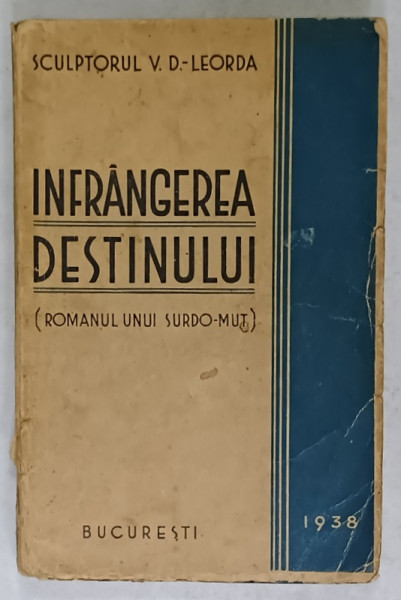 SCULPTORUL V. D.-LEORDA
INFRÂNGEREA
DESTINULUI
(ROMANUL UNUI SURDO-MUT)
BUCUREȘTI
1938